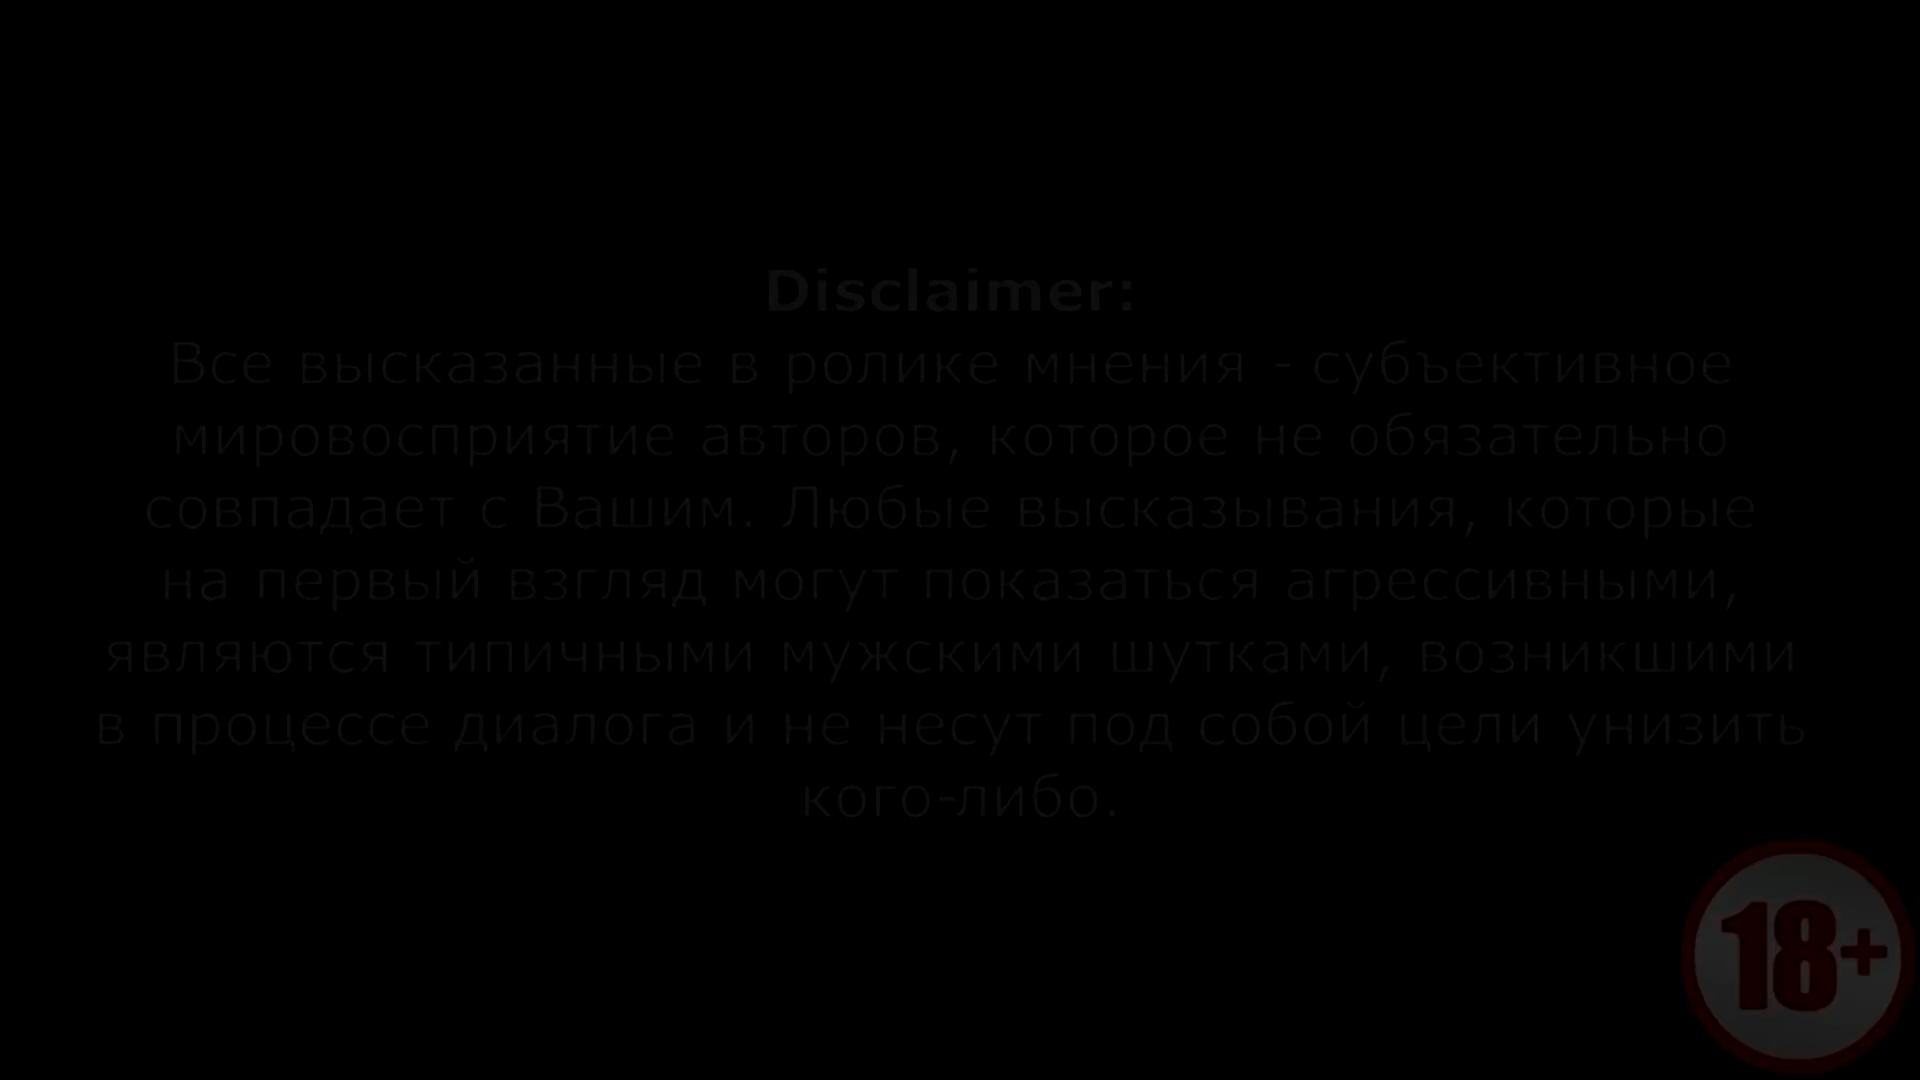 Disclaimer:
Все высказанные в ролике мнения - субъективное
мировосприятие авторов, которое не обязательно
совпадает с Вашим. Любые высказывания, которые
на первый взгляд могут показаться агрессивными,
являются типичными мужскими шутками, возникшими
в процессе диалога и не несут под собой цели унизить
кого-либо.
18+